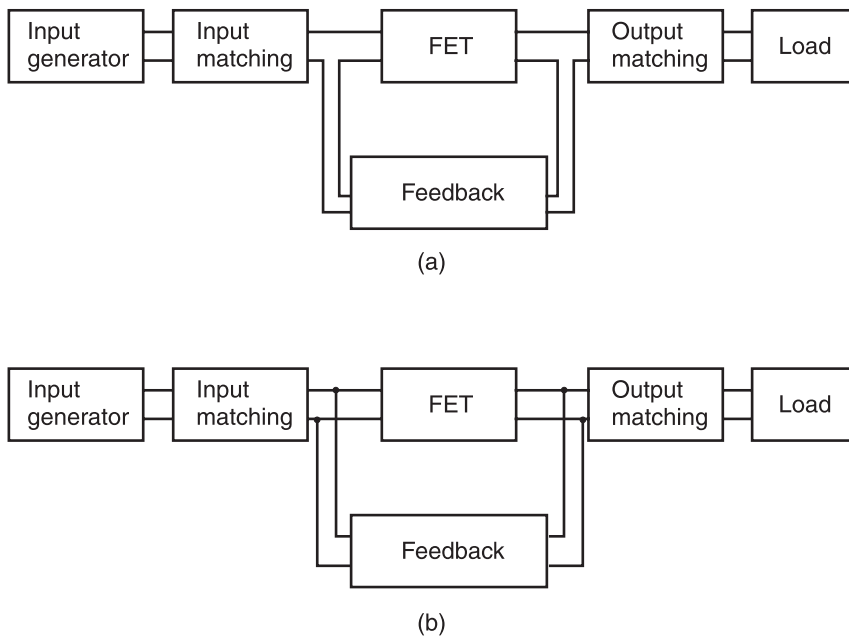 Input
generator
Input
matching
FET
Output
matching
Load
Feedback
(a)
Input
generator
Input
matching
FET
Output
matching
Load
Feedback
(b)